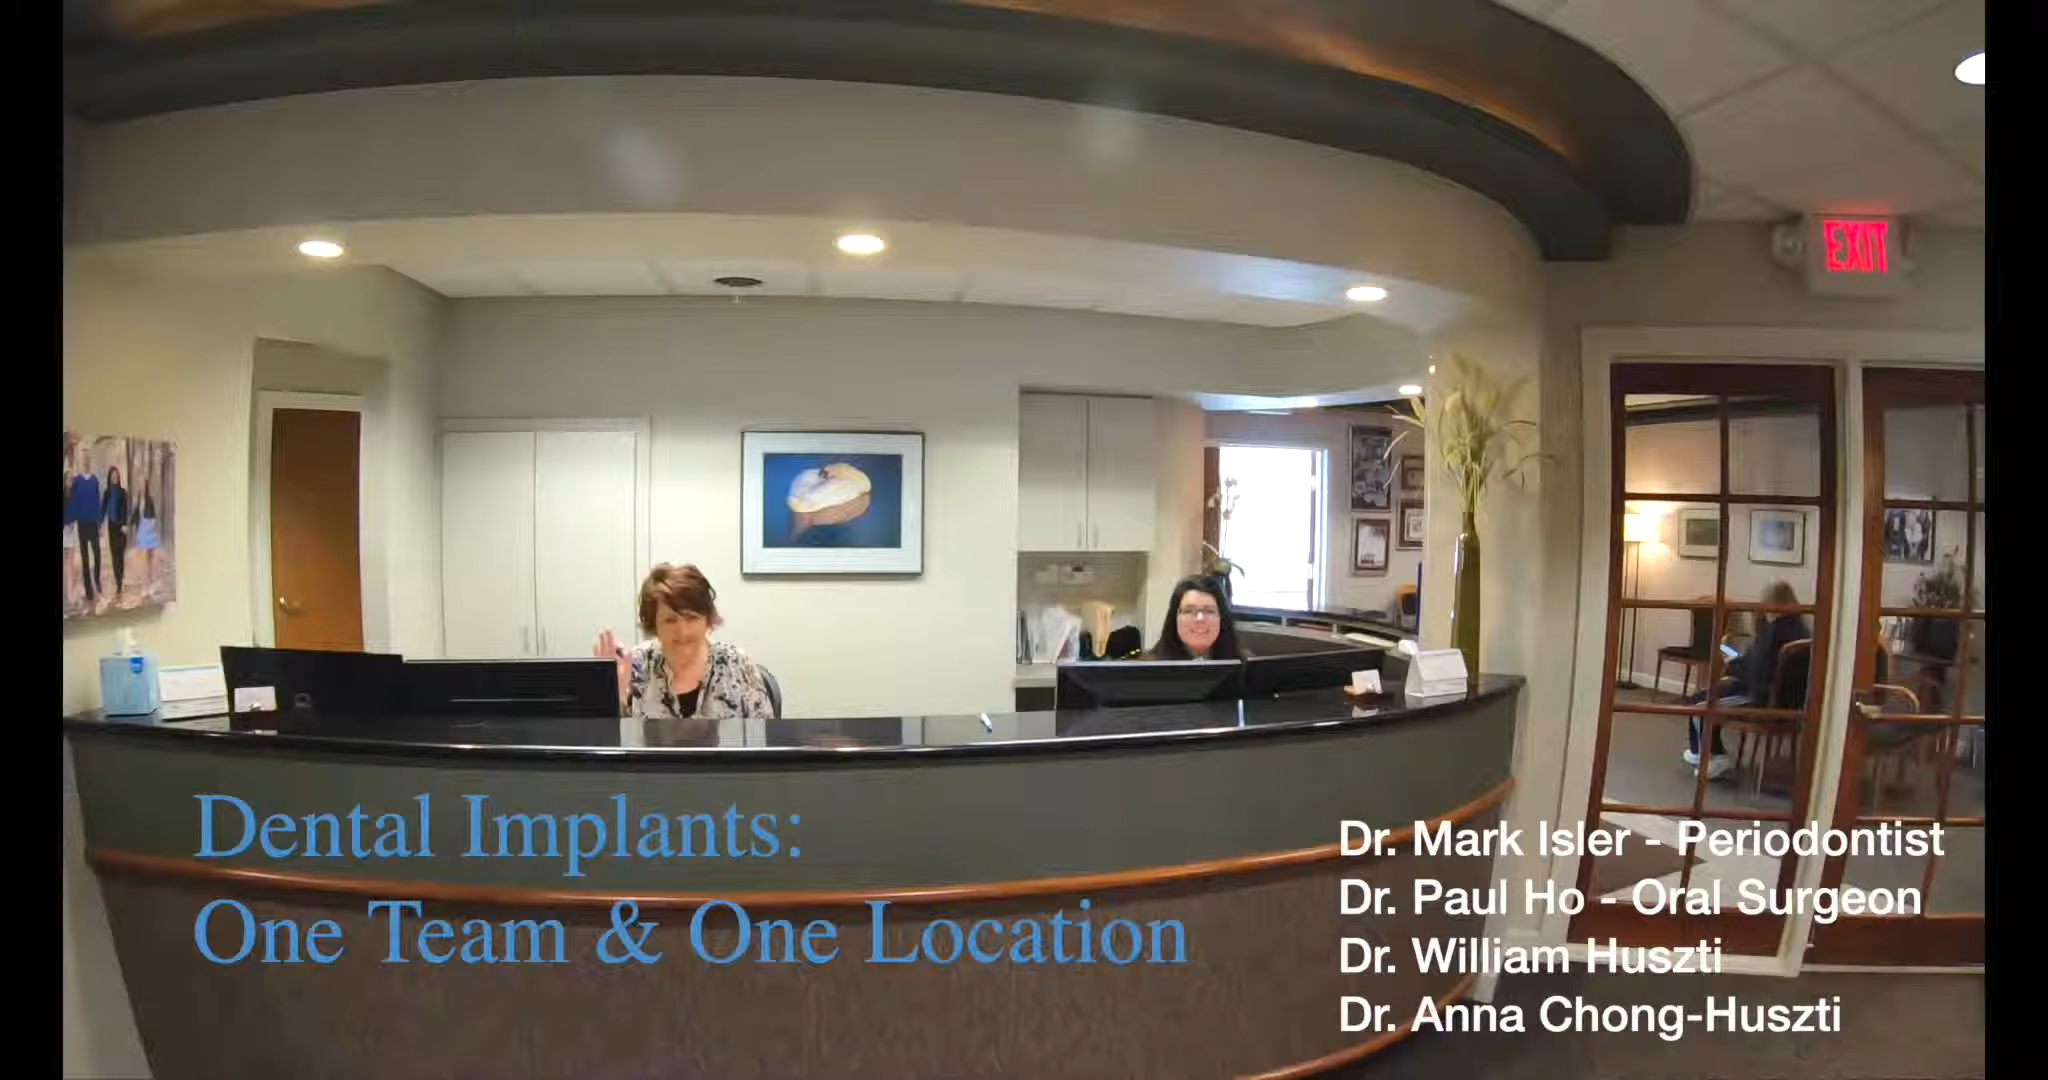 EXIT
Dental Implants:
One Team & One Location
Dr. Mark Isler - Periodontist
Dr. Paul Ho - Oral Surgeon
Dr. William Huszti
Dr. Anna Chong-Huszti